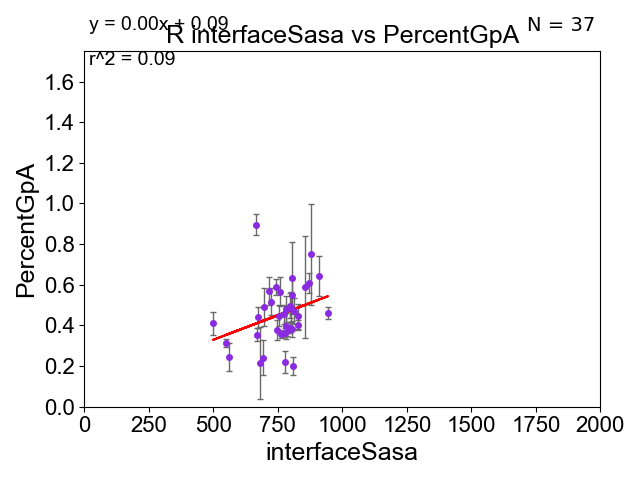 y = 0.00x + 0.09
R interfaceSasa vs PercentGpA
N = 37
r^2 = 0.09
1.6
1.4
1.2
1.0
0.8
0.6
0.4
0.2
0.0
PercentGpA
0 250 500 750 1000 1250 1500 1750 2000
interfaceSasa